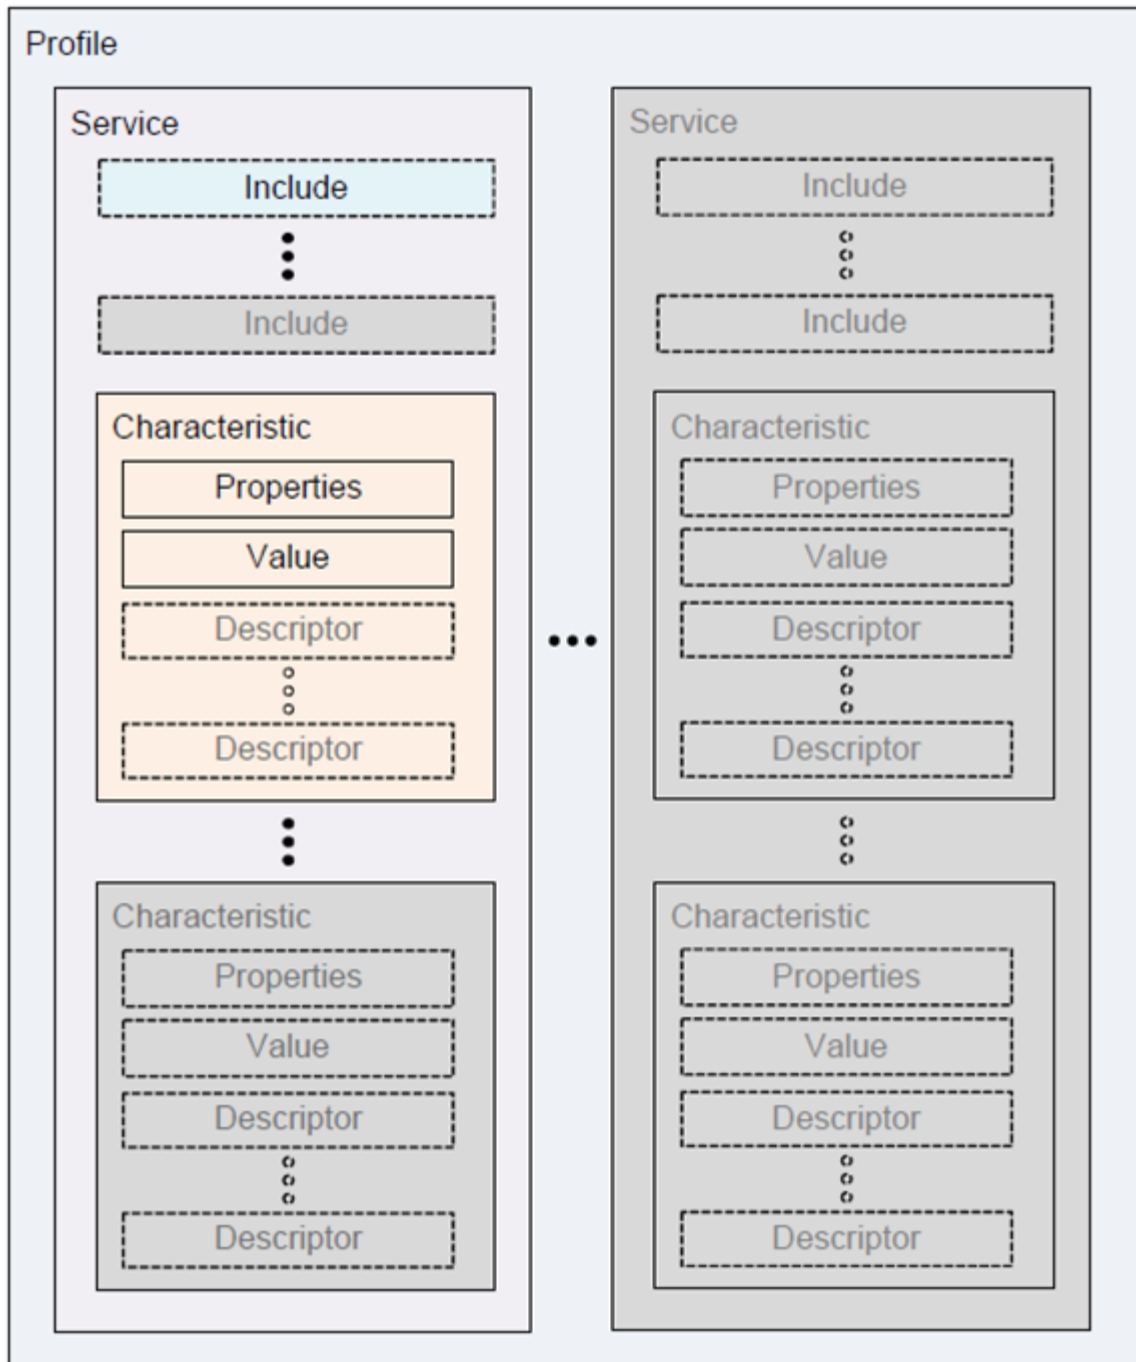 Profile
Service
Include
Include
Characteristic
Properties
Value
Descriptor
Descriptor
Characteristic
Properties
Value
Descriptor
Descriptor
Service
Include
Include
Characteristic
Properties
Value
Descriptor
Descriptor
Characteristic
Properties
Value
Descriptor
Descriptor